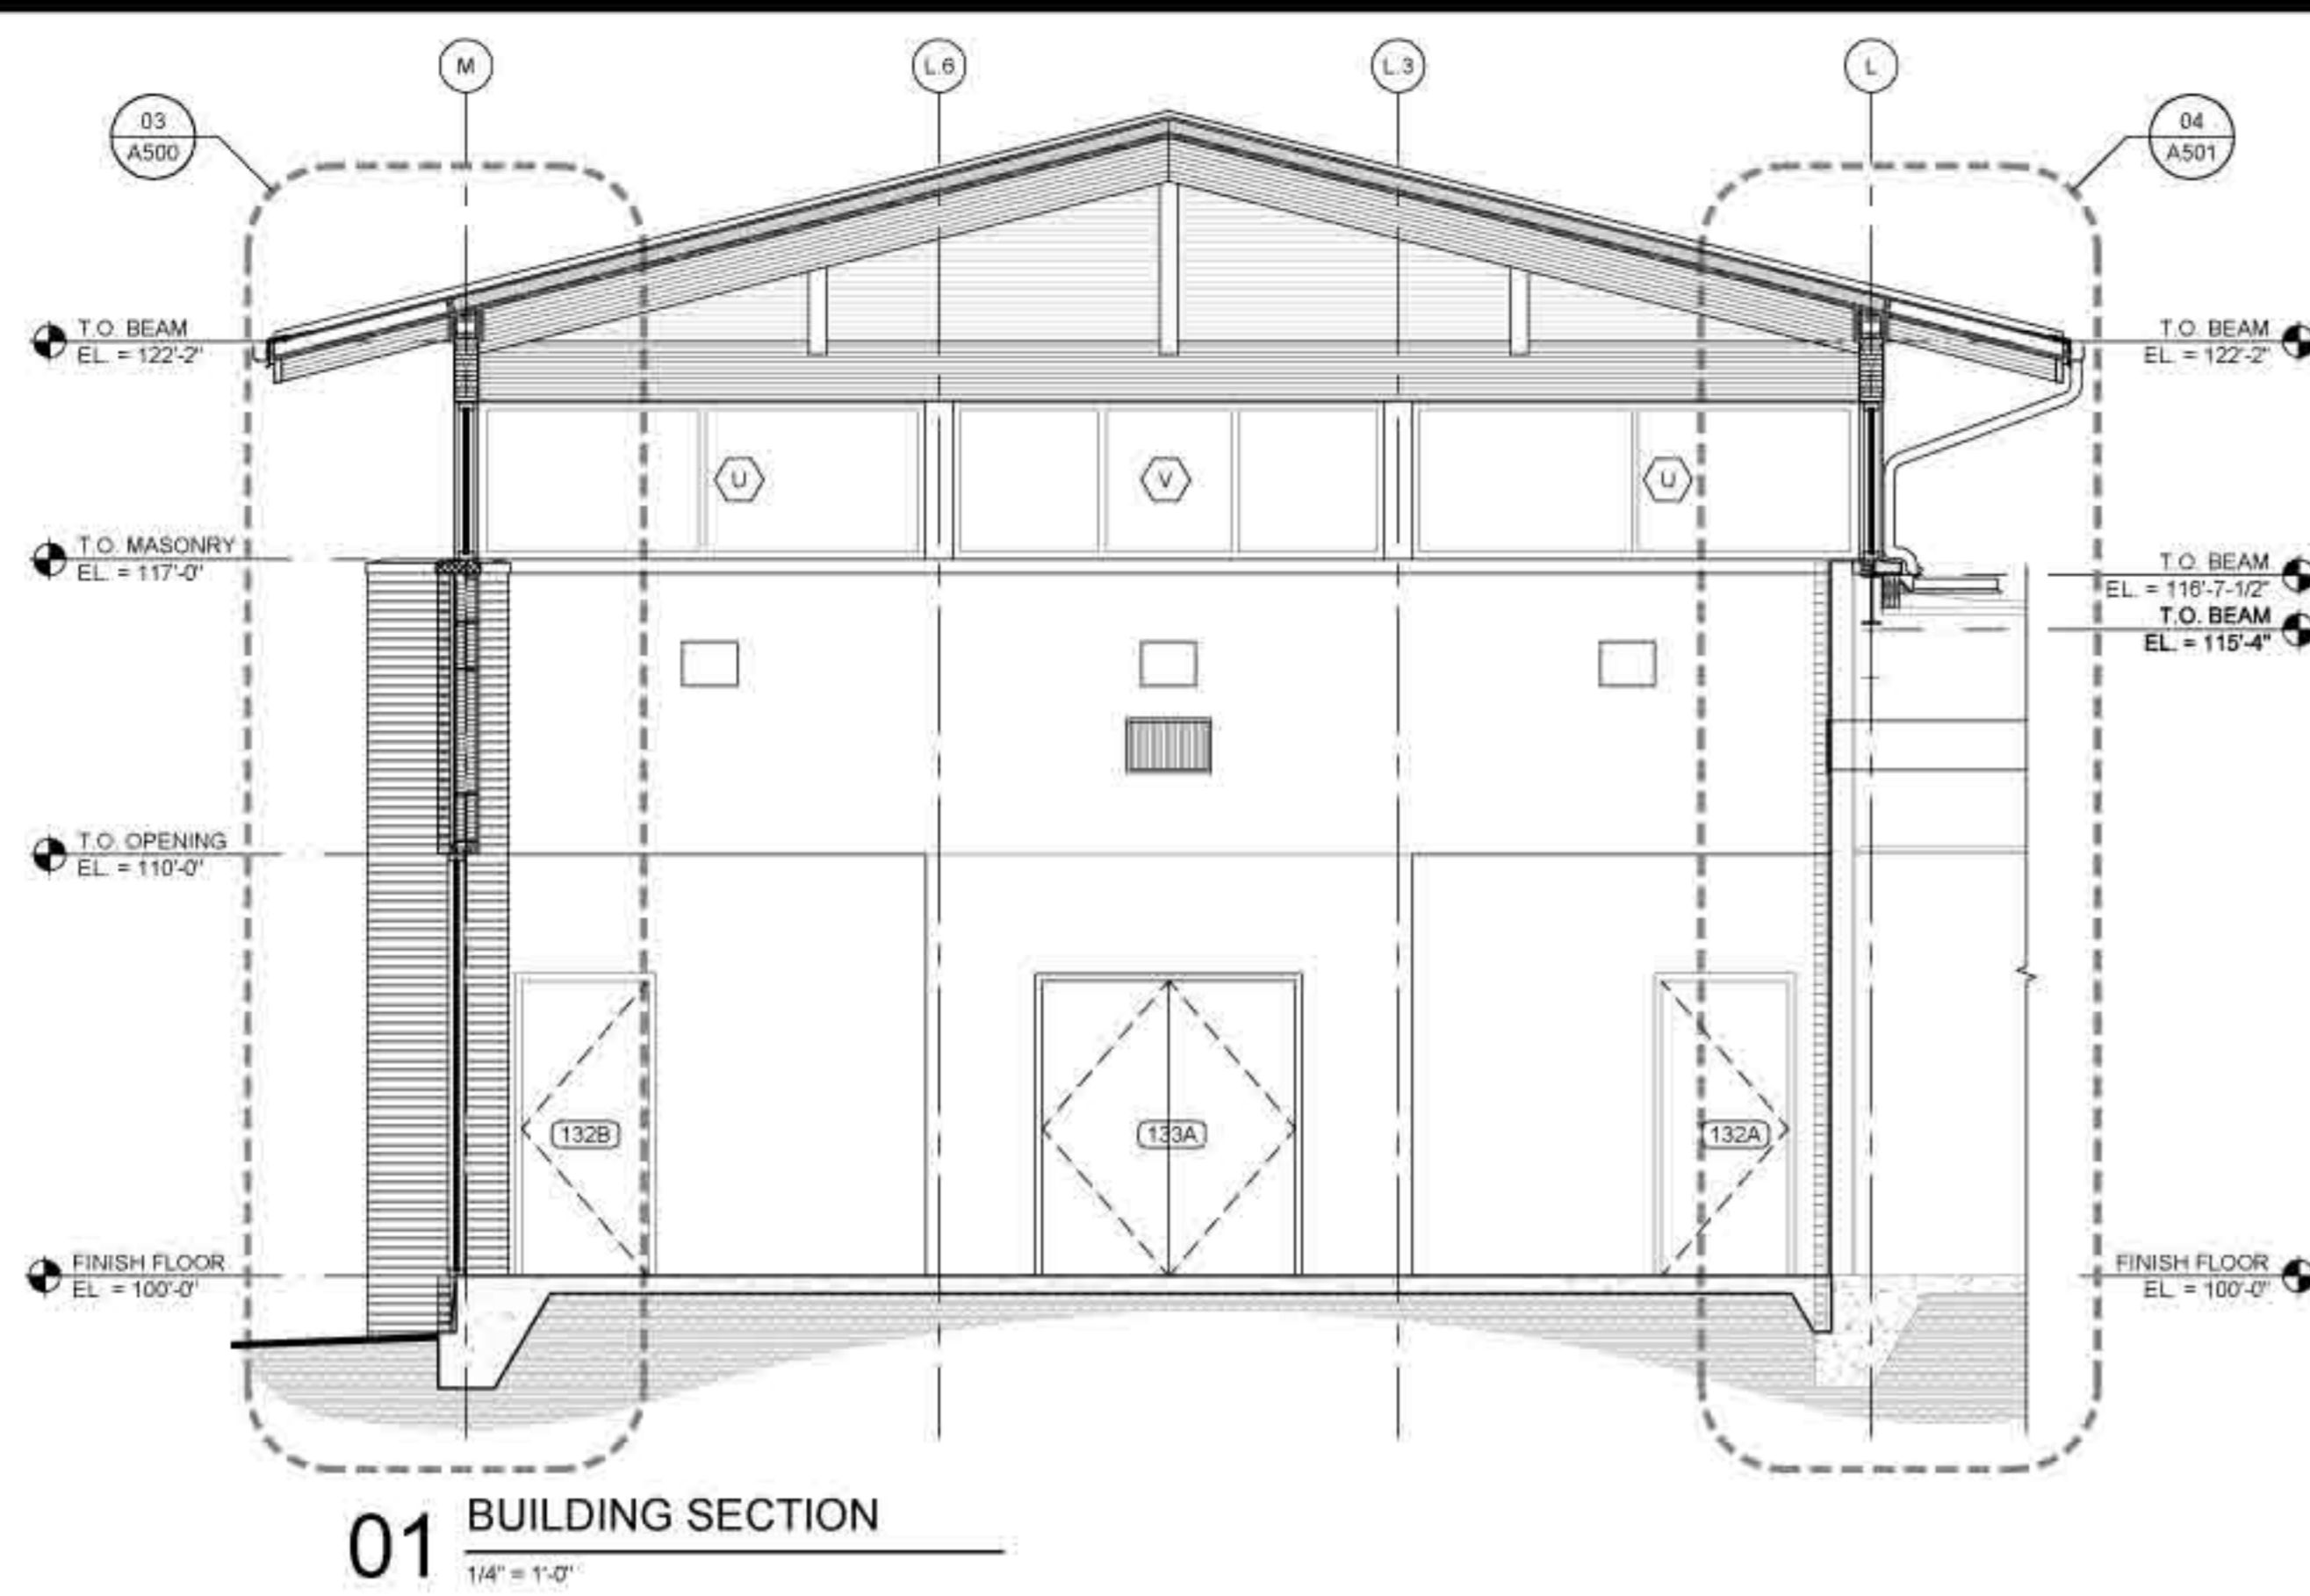 M
L.6
L.3
L
03
A500
04
A501
T.O. BEAM
EL. = 122'-2"
T.O. BEAM
EL. = 122'-2"
U
V
U
T.O. MASONRY
EL. = 117'-0"
T.O. BEAM
EL. = 116'-7-1/2"
T.O. BEAM
EL. = 115'-4"
T.O. OPENING
EL. = 110'-0"
132B
133A
132A
FINISH FLOOR
EL. = 100'-0"
FINISH FLOOR
EL. = 100'-0"
01 BUILDING SECTION
1/4" = 1'-0"